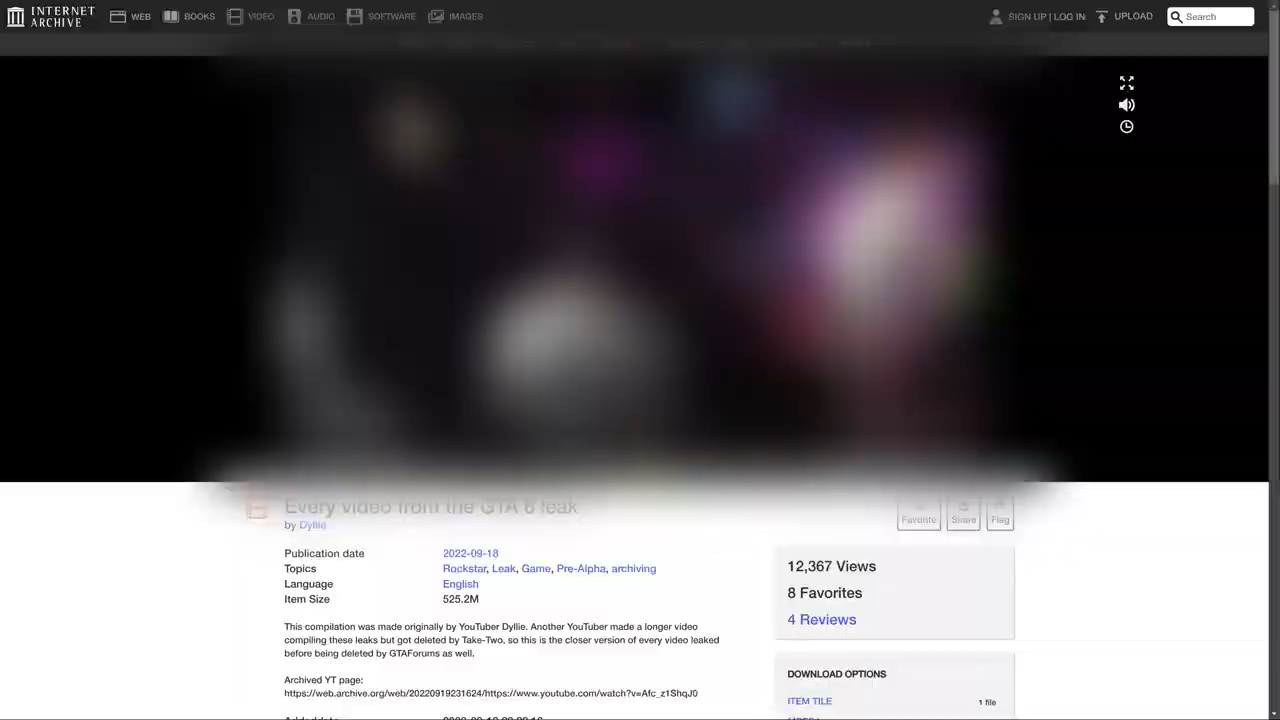 INTERNET ARCHIVE
WEB BOOKS VIDEO AUDIO SOFTWARE IMAGES SIGN UP | LOG IN UPLOAD Search
Every video from the GTA 6 leak
by Dyllie
Favorite Share Flag
Publication date 2022-09-18
Topics Rockstar, Leak, Game, Pre-Alpha, archiving
Language English
Item Size 525.2M
12,367 Views
8 Favorites
4 Reviews
This compilation was made originally by YouTuber Dyllie. Another YouTuber made a longer video
compiling these leaks but got deleted by Take-Two, so this is the closer version of every video leaked
before being deleted by GTAForums as well.
Archived YT page:
https://web.archive.org/web/20220919231624/https://www.youtube.com/watch?v=Afc_z1ShqJ0
DOWNLOAD OPTIONS
ITEM TILE 1 file